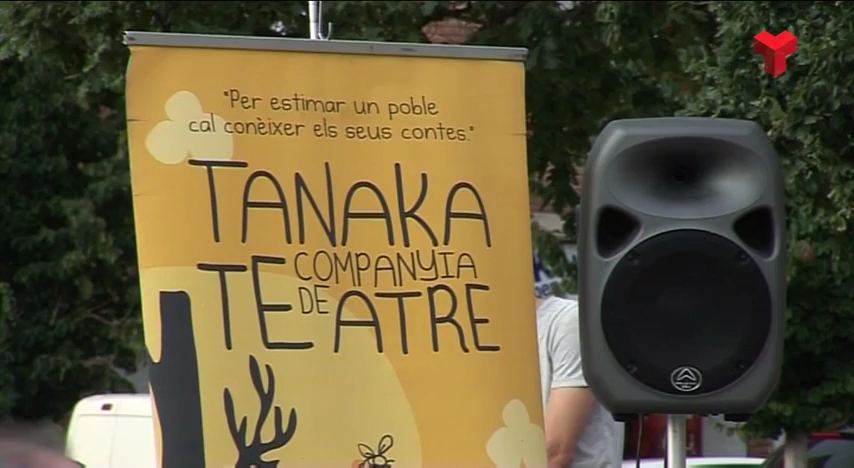 "Per estimar un poble
cal conèixer els seus contes."
TANAKA
COMPANYIA
DE
TEATRE